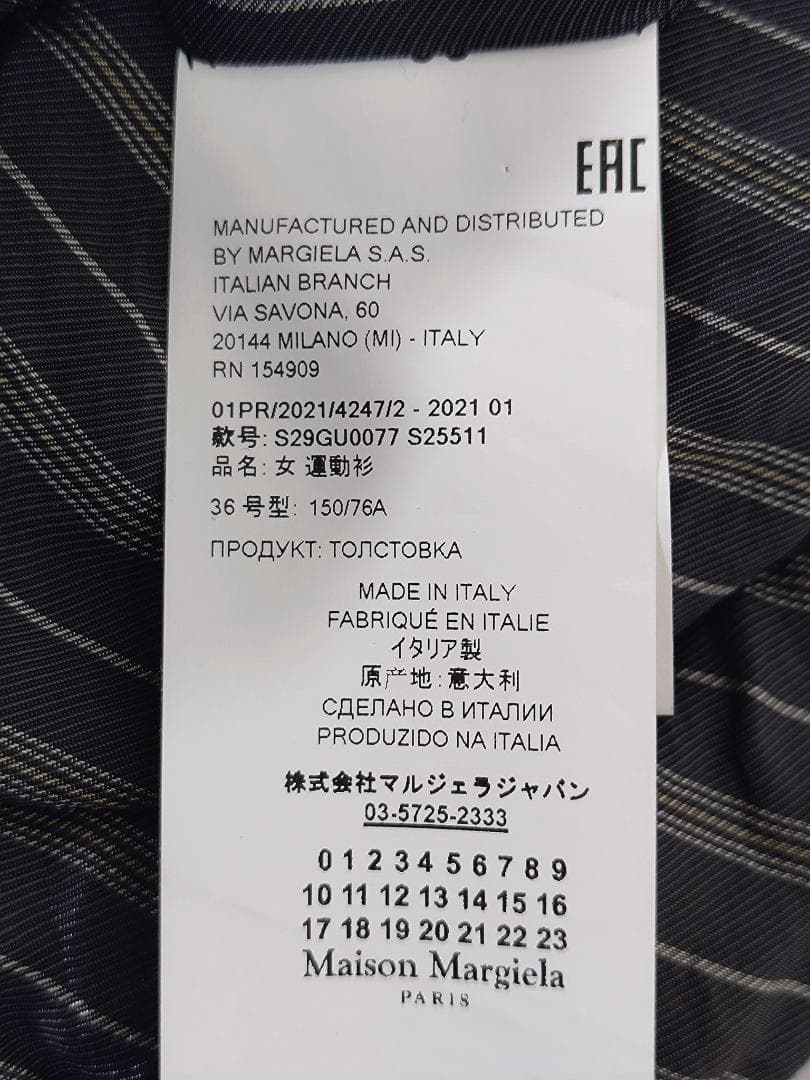 EAC
MANUFACTURED AND DISTRIBUTED
BY MARGIELA S.A.S.
ITALIAN BRANCH
VIA SAVONA, 60
20144 MILANO (MI) - ITALY
RN 154909
01PR/2021/4247/2 - 2021 01
款号: S29GU0077 S25511
品名: 女 運動衫
36 号型: 150/76A
ПРОДУКТ: ТОЛСТОВКА
MADE IN ITALY
FABRIQUÉ EN ITALIE
イタリア製
原产地:意大利
СДЕЛАНО В ИТАЛИИ
PRODUZIDO NA ITALIA
株式会社マルジェラジャパン
03-5725-2333
0 1 2 3 4 5 6 7 8 9
10 11 12 13 14 15 16
17 18 19 20 21 22 23
Maison Margiela
PARIS